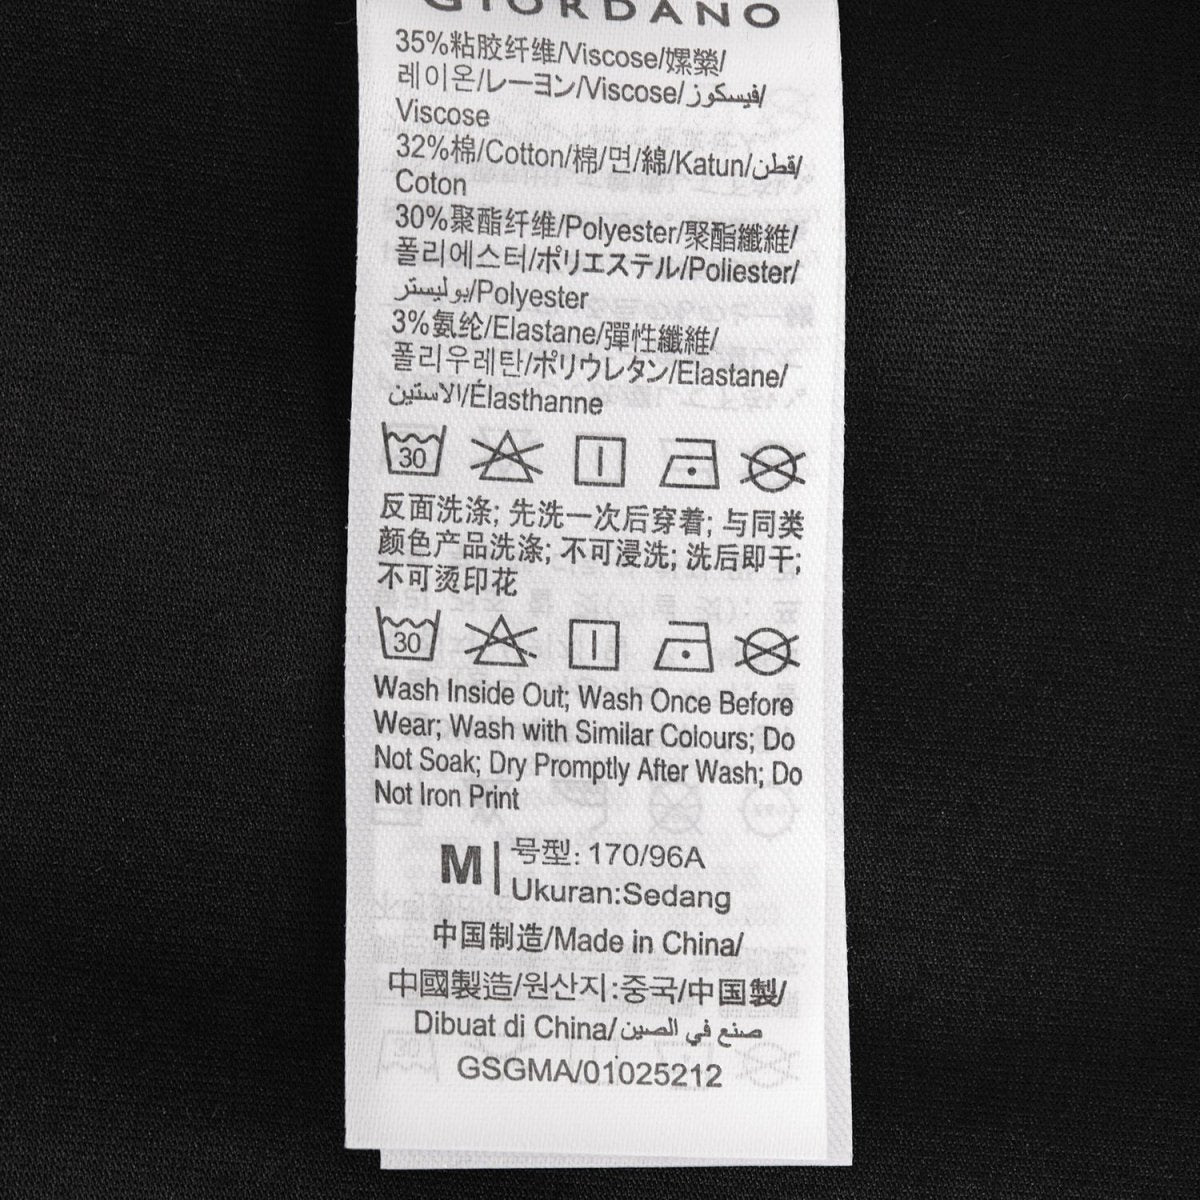 GIORDANO
35%粘胶纤维/Viscose/嫘縈/
레이온/レーヨン/Viscose/فيسكوز/
Viscose
32%棉/Cotton/棉/면/綿/Katun/قطن/
Coton
30%聚酯纤维/Polyester/聚酯纖維/
폴리에스터/ポリエステル/Poliester/
بوليستر/Polyester
3%氨纶/Elastane/彈性纖維/
폴리우레탄/ポリウレタン/Elastane/
الاستين/Élasthanne
30
反面洗涤; 先洗一次后穿着; 与同类
颜色产品洗涤; 不可浸洗; 洗后即干;
不可烫印花
30
Wash Inside Out; Wash Once Before
Wear; Wash with Similar Colours; Do
Not Soak; Dry Promptly After Wash; Do
Not Iron Print
M 号型: 170/96A
Ukuran:Sedang
中国制造/Made in China/
中國製造/원산지:중국/中国製/
Dibuat di China/صنع في الصين
GSGMA/01025212